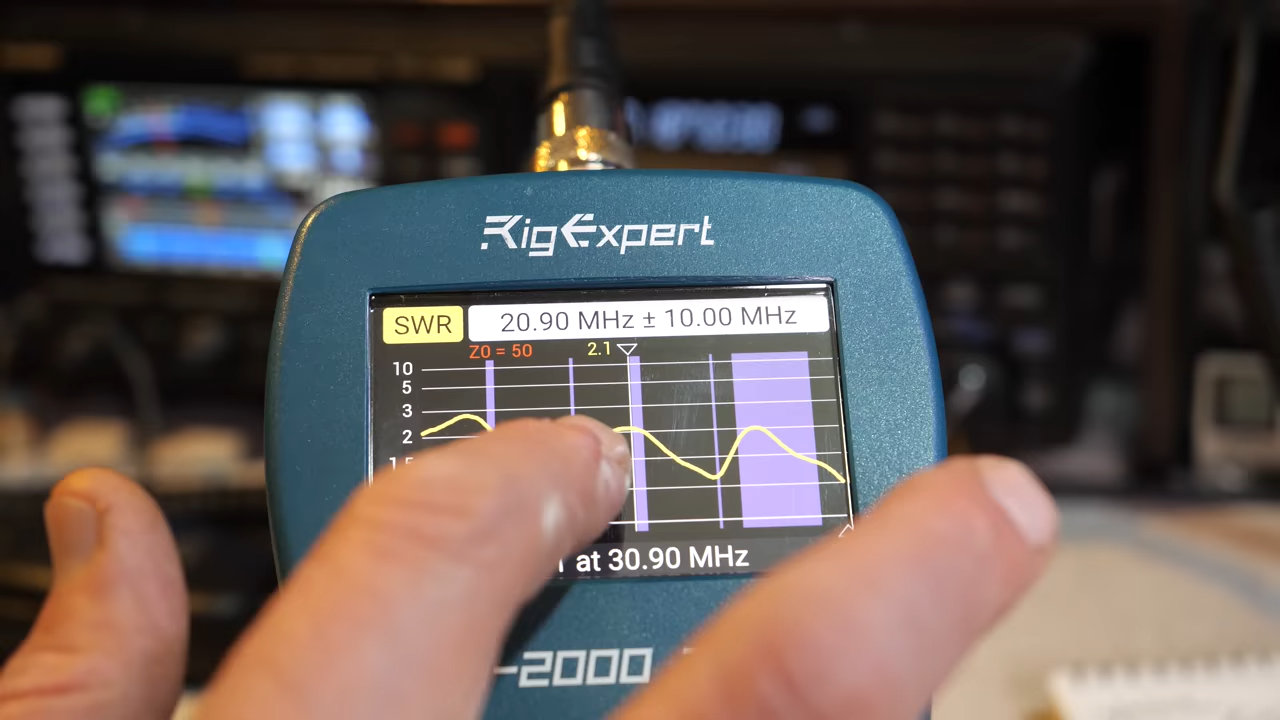 RigExpert
SWR 20.90 MHz ± 10.00 MHz
Z0 = 50 2.1
10
5
3
2
at 30.90 MHz
-2000